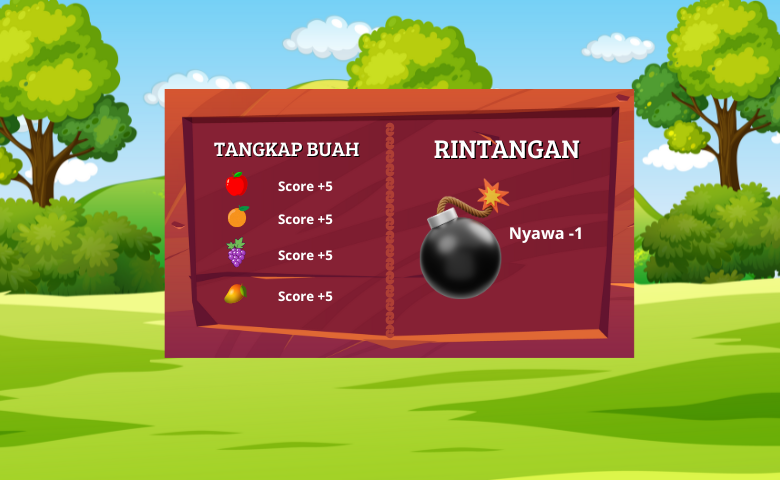 TANGKAP BUAH
Score +5
Score +5
Score +5
Score +5
RINTANGAN
Nyawa -1